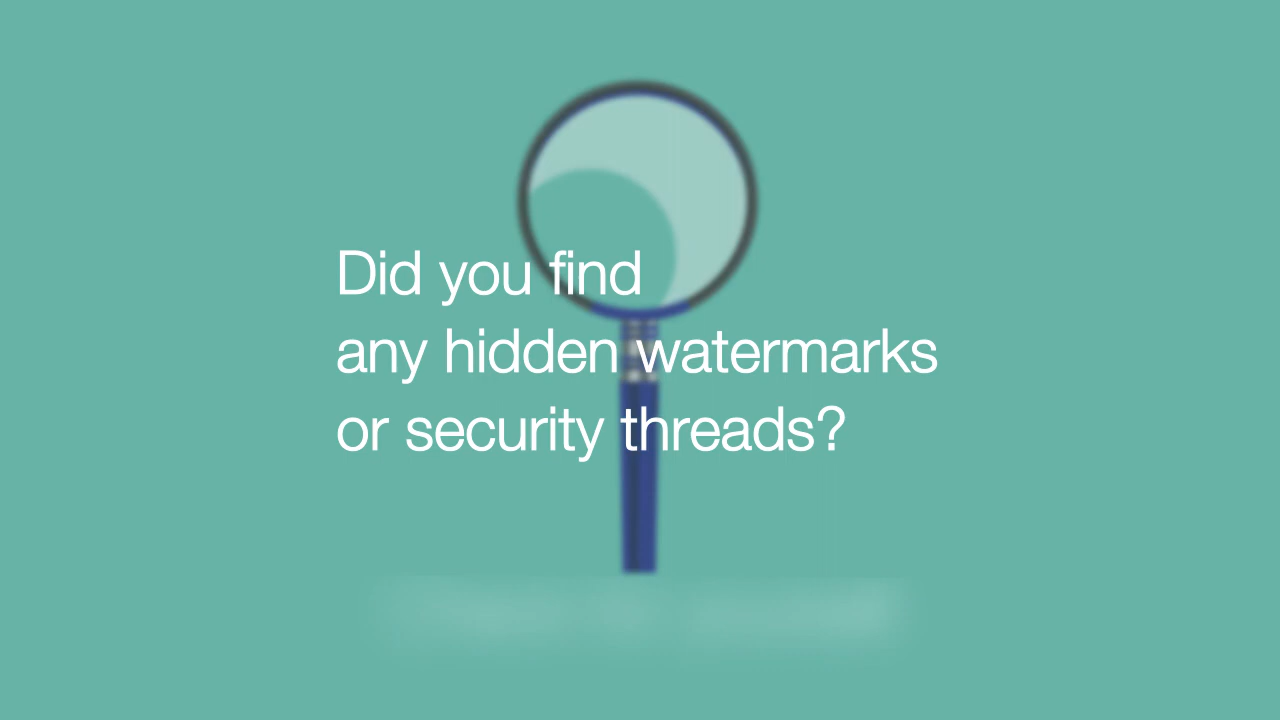 Did you find
any hidden watermarks
or security threads?